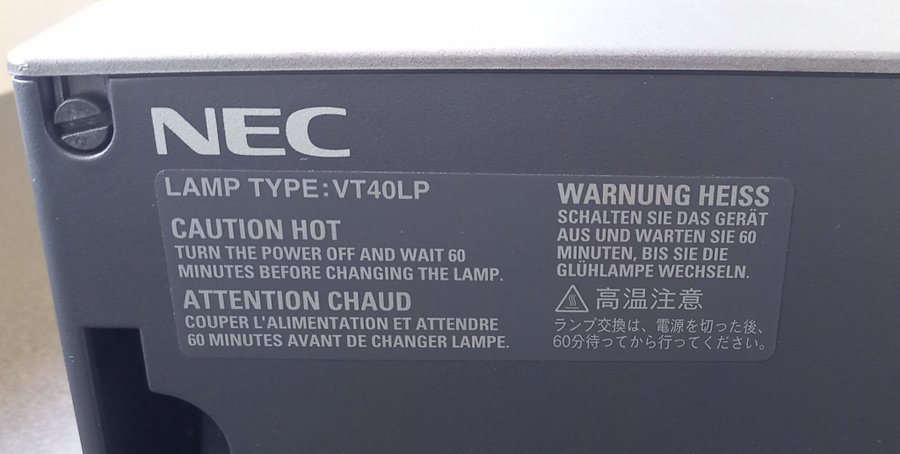 NEC
LAMP TYPE:VT40LP
CAUTION HOT
TURN THE POWER OFF AND WAIT 60
MINUTES BEFORE CHANGING THE LAMP.
ATTENTION CHAUD
COUPER L'ALIMENTATION ET ATTENDRE
60 MINUTES AVANT DE CHANGER LAMPE.
WARNUNG HEISS
SCHALTEN SIE DAS GERÄT
AUS UND WARTEN SIE 60
MINUTEN, BIS SIE DIE
GLÜHLAMPE WECHSELN.
高温注意
ランプ交換は、電源を切った後、
60分待ってから行ってください。